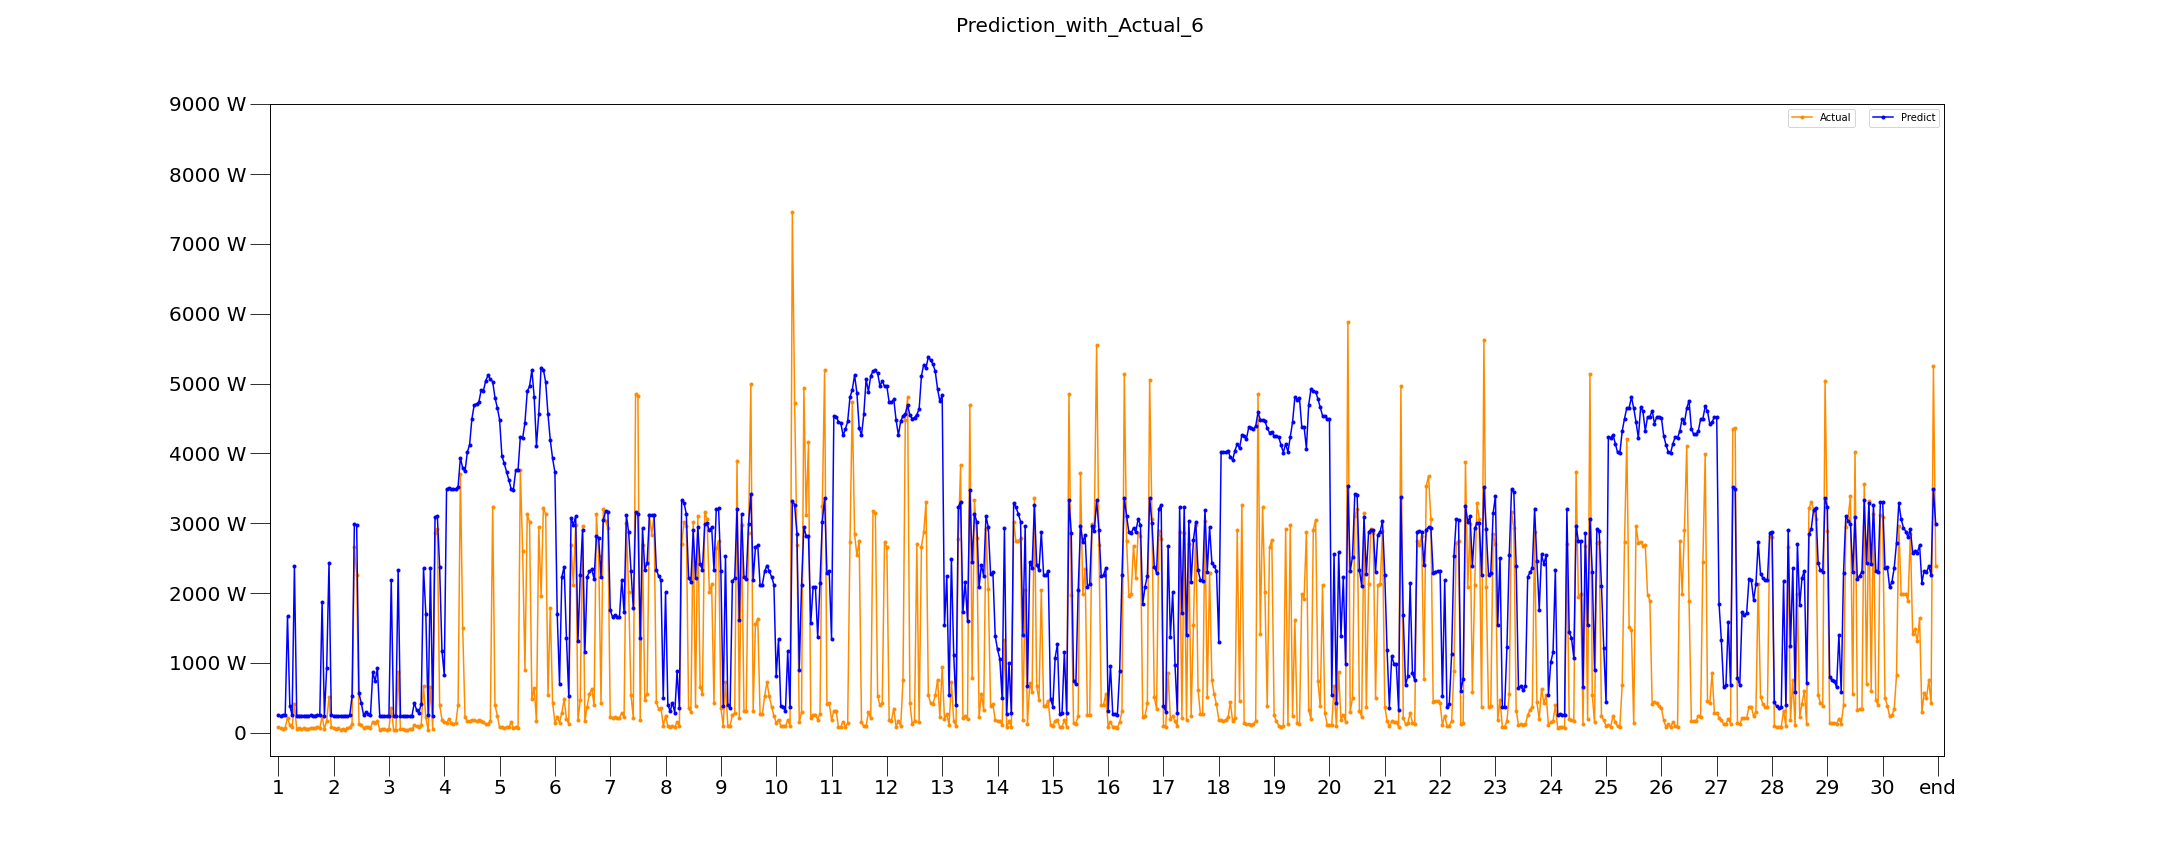 Prediction_with_Actual_6
9000 W
8000 W
7000 W
6000 W
5000 W
4000 W
3000 W
2000 W
1000 W
0
Actual Predict
1 2 3 4 5 6 7 8 9 10 11 12 13 14 15 16 17 18 19 20 21 22 23 24 25 26 27 28 29 30 end